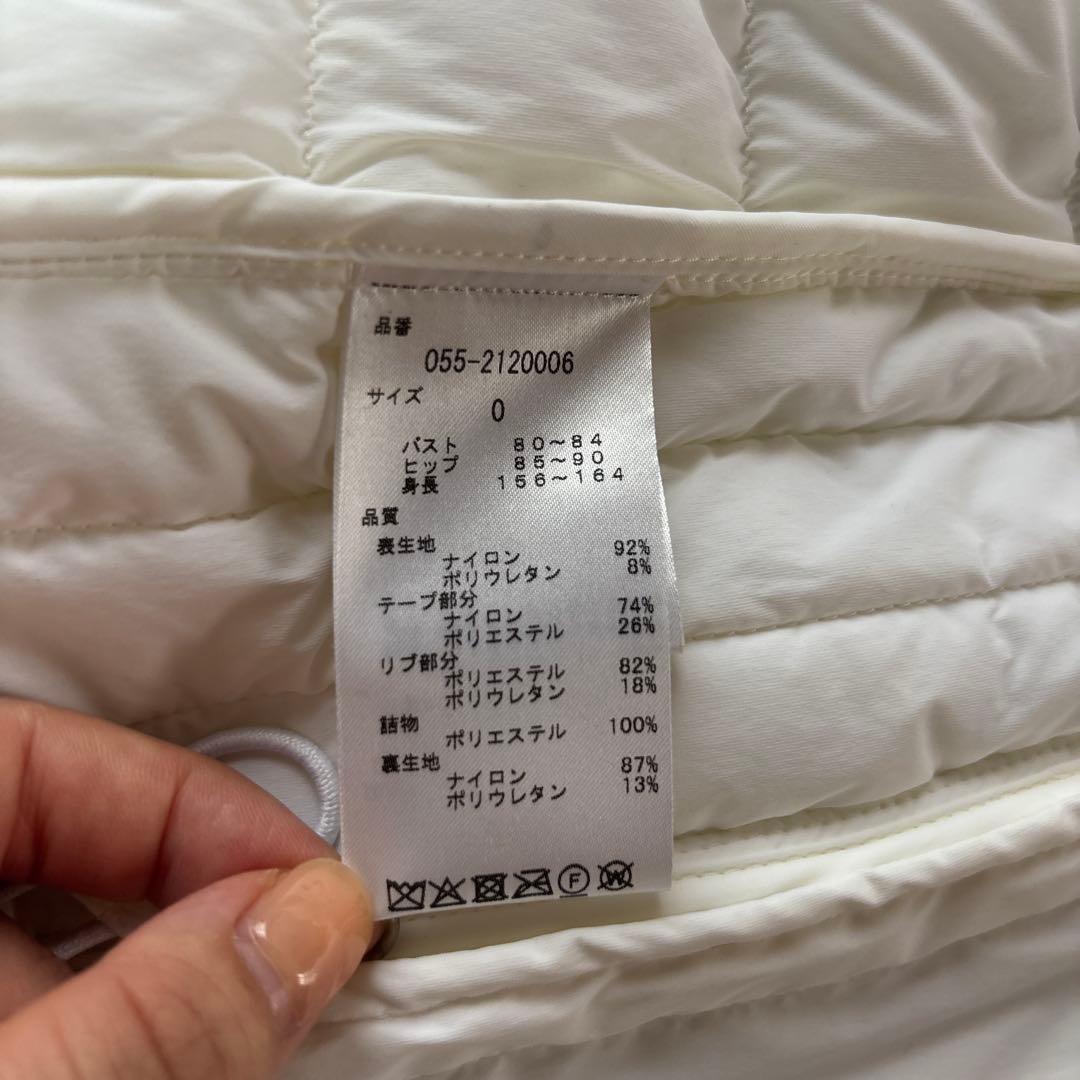 品番
055-2120006
サイズ
0
バスト 80~84
ヒップ 85~90
身長 156~164
品質
表生地
ナイロン 92%
ポリウレタン 8%
テープ部分
ナイロン 74%
ポリエステル 26%
リブ部分
ポリエステル 82%
ポリウレタン 18%
詰物
ポリエステル 100%
裏生地
ナイロン 87%
ポリウレタン 13%
F W